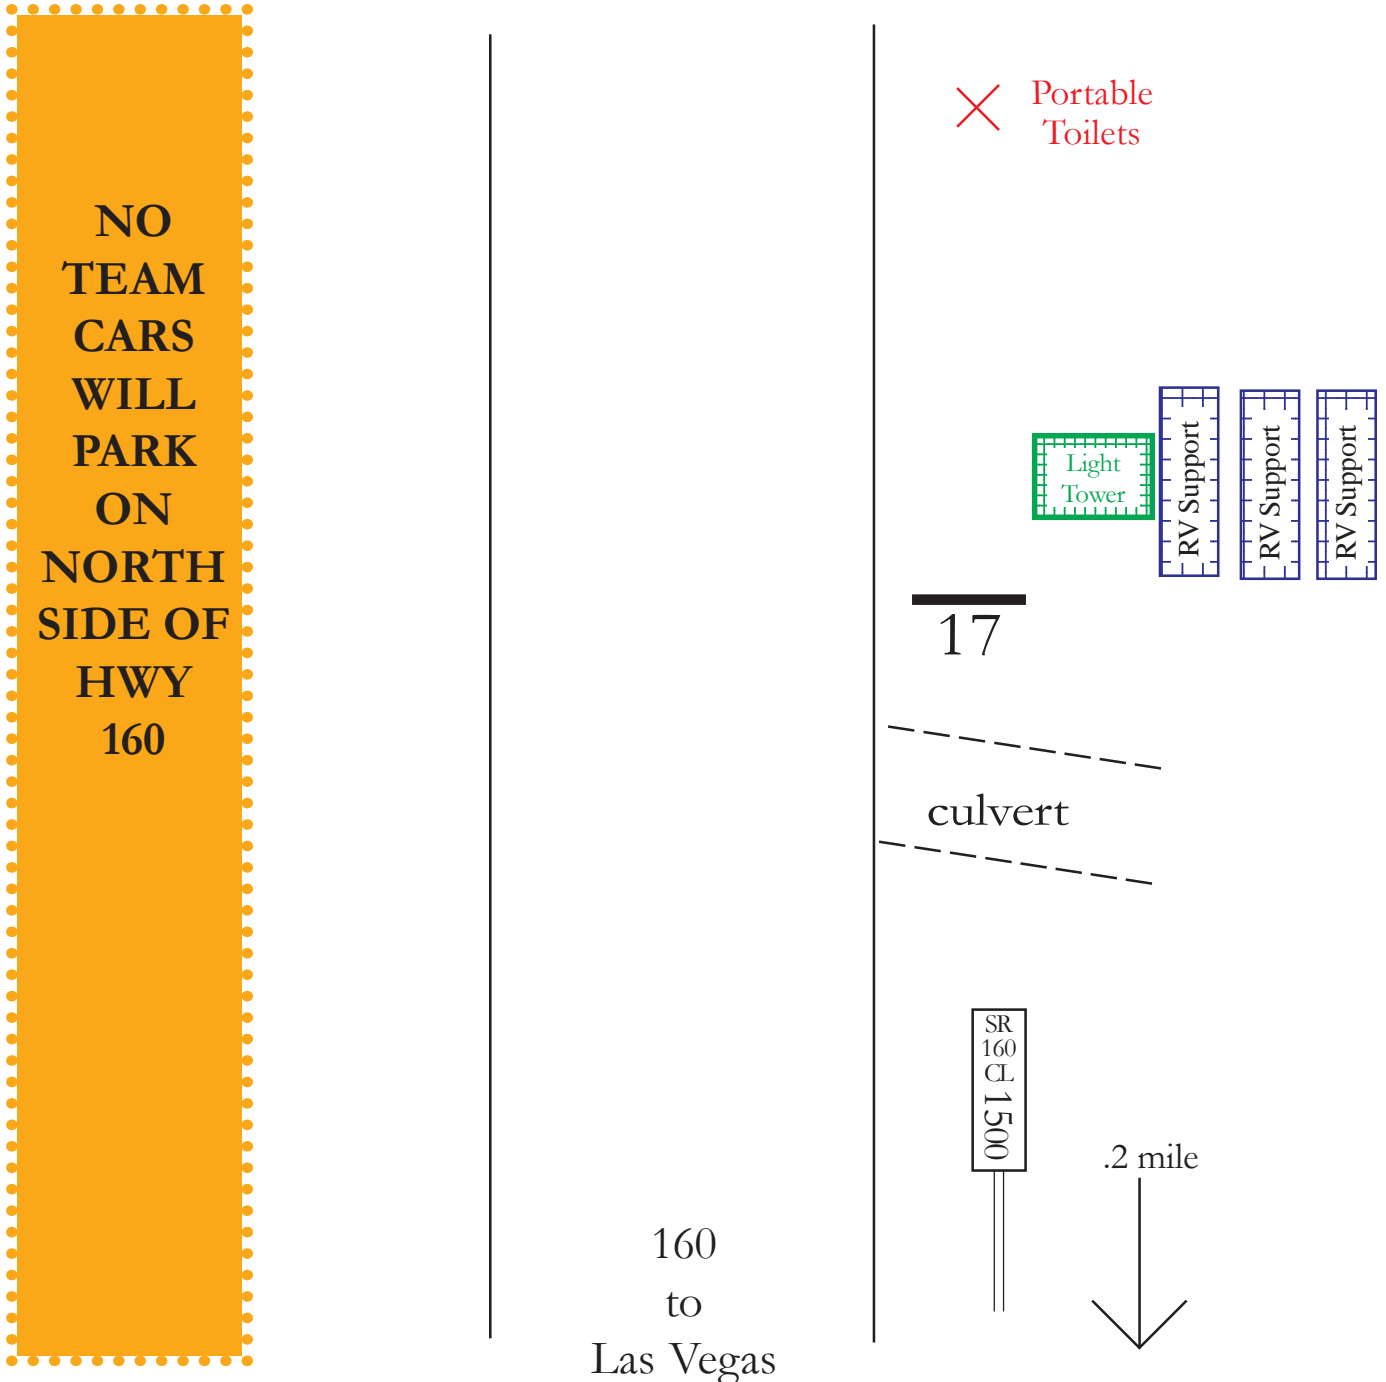 NO
TEAM
CARS
WILL
PARK
ON
NORTH
SIDE OF
HWY
160
Portable
Toilets
Light
Tower
RV Support
RV Support
RV Support
17
culvert
SR
160
CL
1500
.2 mile
160
to
Las Vegas